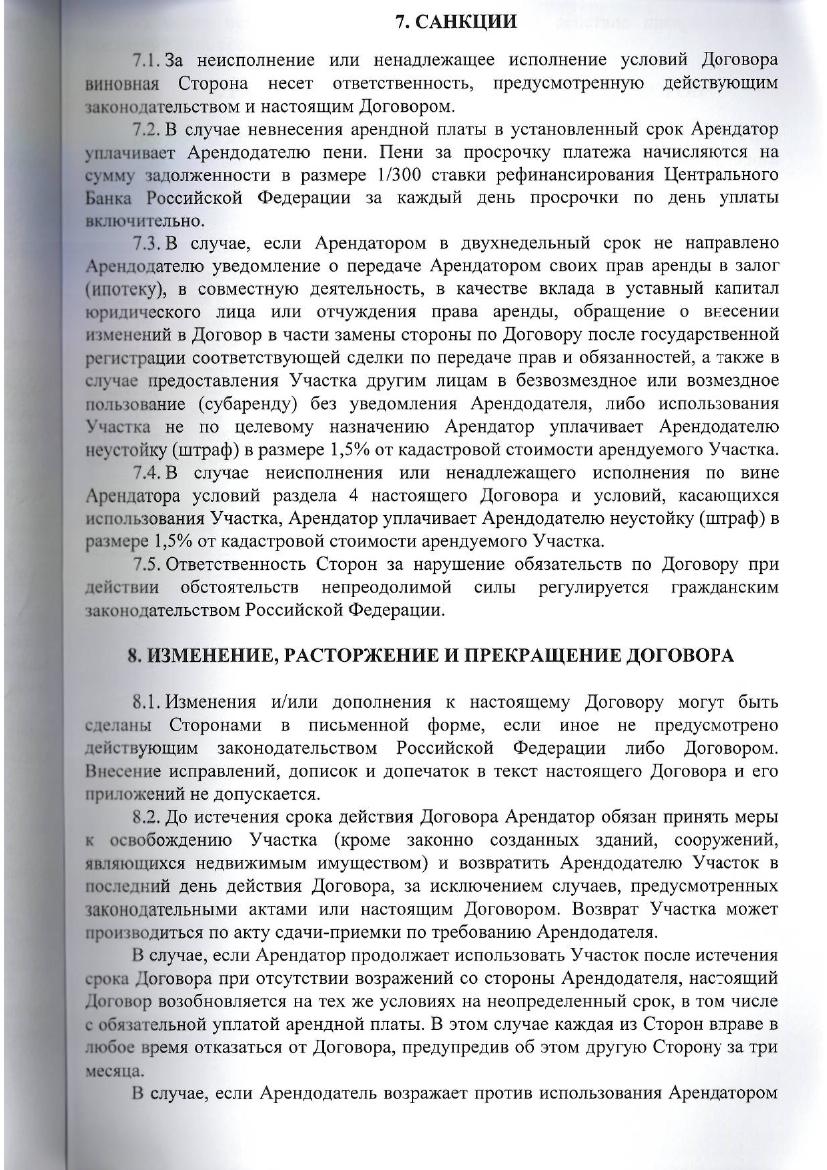 7. САНКЦИИ
7.1. За неисполнение или ненадлежащее исполнение условий Договора
виновная Сторона несет ответственность, предусмотренную действующим
законодательством и настоящим Договором.
7.2. В случае невнесения арендной платы в установленный срок Арендатор
уплачивает Арендодателю пени. Пени за просрочку платежа начисляются на
сумму задолженности в размере 1/300 ставки рефинансирования Центрального
Банка Российской Федерации за каждый день просрочки по день уплаты
включительно.
7.3. В случае, если Арендатором в двухнедельный срок не направлено
Арендодателю уведомление о передаче Арендатором своих прав аренды в залог
(ипотеку), в совместную деятельность, в качестве вклада в уставный капитал
юридического лица или отчуждения права аренды, обращение о внесении
изменений в Договор в части замены стороны по Договору после государственной
регистрации соответствующей сделки по передаче прав и обязанностей, а также в
случае предоставления Участка другим лицам в безвозмездное или возмездное
пользование (субаренду) без уведомления Арендодателя, либо использования
Участка не по целевому назначению Арендатор уплачивает Арендодателю
неустойку (штраф) в размере 1,5% от кадастровой стоимости арендуемого Участка.
7.4. В случае неисполнения или ненадлежащего исполнения по вине
Арендатора условий раздела 4 настоящего Договора и условий, касающихся
использования Участка, Арендатор уплачивает Арендодателю неустойку (штраф) в
размере 1,5% от кадастровой стоимости арендуемого Участка.
7.5. Ответственность Сторон за нарушение обязательств по Договору при
действии обстоятельств непреодолимой силы регулируется гражданским
законодательством Российской Федерации.
8. ИЗМЕНЕНИЕ, РАСТОРЖЕНИЕ И ПРЕКРАЩЕНИЕ ДОГОВОРА
8.1. Изменения и/или дополнения к настоящему Договору могут быть
сделаны Сторонами в письменной форме, если иное не предусмотрено
действующим законодательством Российской Федерации либо Договором.
Внесение исправлений, дописок и допечаток в текст настоящего Договора и его
приложений не допускается.
8.2. До истечения срока действия Договора Арендатор обязан принять меры
к освобождению Участка (кроме законно созданных зданий, сооружений,
являющихся недвижимым имуществом) и возвратить Арендодателю Участок в
последний день действия Договора, за исключением случаев, предусмотренных
законодательными актами или настоящим Договором. Возврат Участка может
производиться по акту сдачи-приемки по требованию Арендодателя.
В случае, если Арендатор продолжает использовать Участок после истечения
срока Договора при отсутствии возражений со стороны Арендодателя, настоящий
Договор возобновляется на тех же условиях на неопределенный срок, в том числе
с обязательной уплатой арендной платы. В этом случае каждая из Сторон вправе в
любое время отказаться от Договора, предупредив об этом другую Сторону за три
месяца.
В случае, если Арендодатель возражает против использования Арендатором